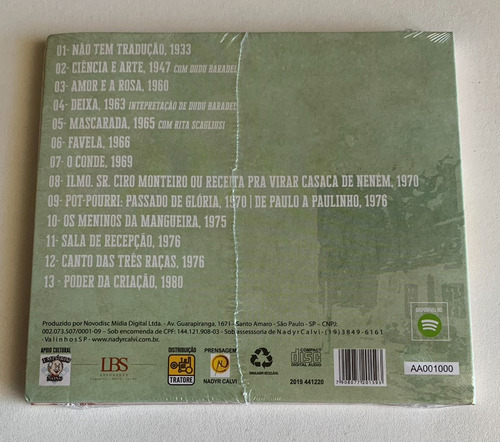 01- NÃO TEM TRADUÇÃO, 1933
02- CIÊNCIA E ARTE, 1947 COM DUDU BARADEL
03- AMOR E A ROSA, 1960
04- DEIXA, 1963 INTEPRETAÇÃO DE DUDU BARADEL
05- MASCARADA, 1965 COM RITA SCAGLIUSI
06- FAVELA, 1966
07- O CONDE, 1969
08- ILMO. SR. CIRO MONTEIRO OU RECEITA PRA VIRAR CASACA DE NENÉM, 1970
09- POT-POURRI: PASSADO DE GLÓRIA, 1970 | DE PAULO A PAULINHO, 1976
10- OS MENINOS DA MANGUEIRA, 1975
11- SALA DE RECEPÇÃO, 1976
12- CANTO DAS TRÊS RAÇAS, 1976
13 - PODER DA CRIAÇÃO, 1980
Produzido por Novodisc Mídia Digital Ltda. - Av. Guarapiranga, 1671 - Santo Amaro - São Paulo - SP – CNPJ.
002.073.507/0001-09 – Sob encomenda de CPF: 144.121.908-03 - Sob assessoria de Nadyr Calvi - (19) 3849-6161
- Valinhos SP - www.nadyrcalvi.com.br
APOIO CULTURAL
LBS
DISTRIBUIÇÃO
TRATORE
PRENSAGEM
NADYR CALVI
COMPACT
disc
DIGITAL AUDIO
2019 441220
7908077201593
AA001000